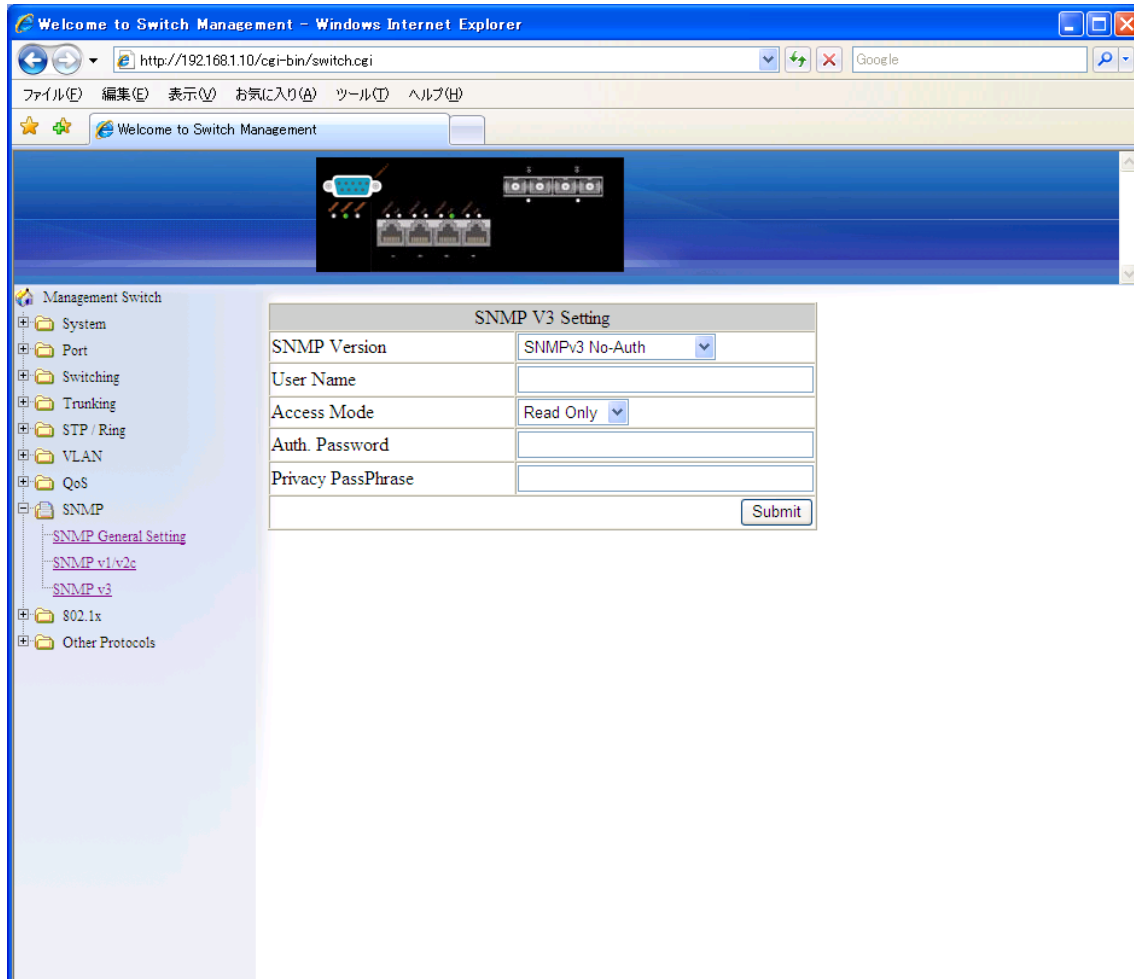 Welcome to Switch Management - Windows Internet Explorer
http://192.168.1.10/cgi-bin/switch.cgi
Google
ファイル(F) 編集(E) 表示(V) お気に入り(A) ツール(T) ヘルプ(H)
Welcome to Switch Management
Management Switch
System
Port
Switching
Trunking
STP / Ring
VLAN
QoS
SNMP
SNMP General Setting
SNMP v1/v2c
SNMP v3
802.1x
Other Protocols
SNMP V3 Setting
SNMP Version SNMPv3 No-Auth
User Name
Access Mode Read Only
Auth. Password
Privacy PassPhrase
Submit